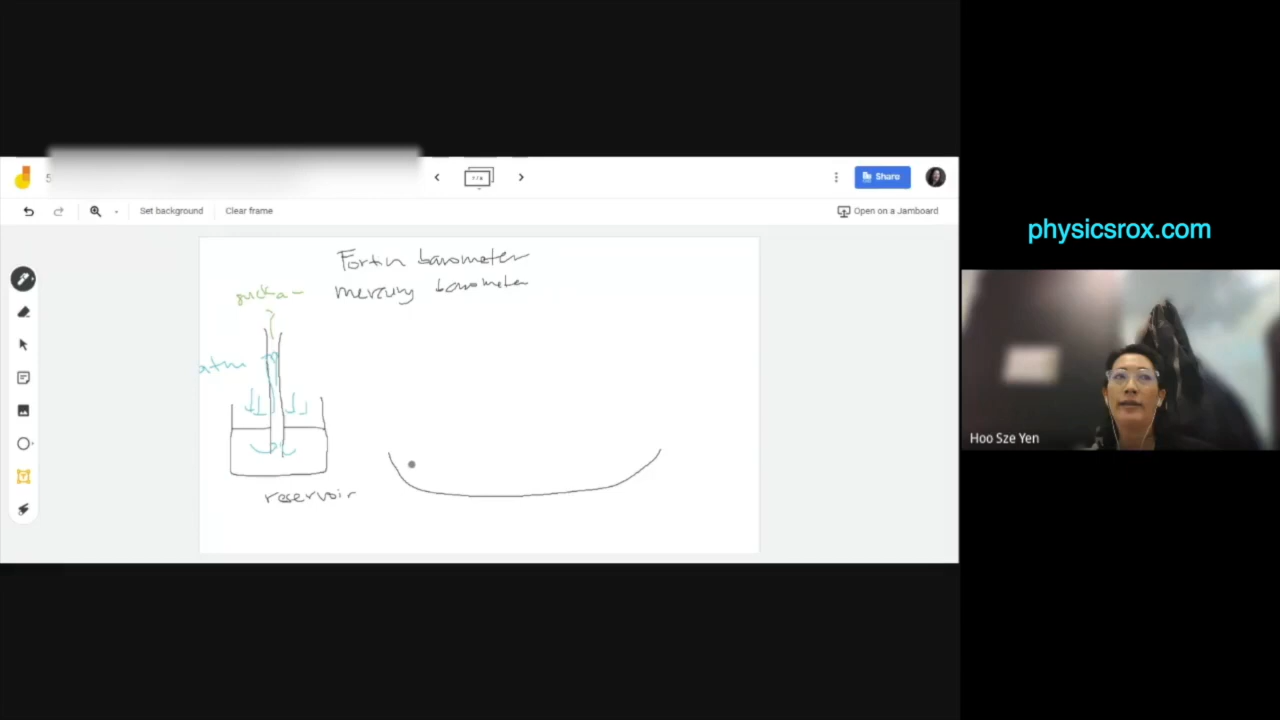 5
Share
Set background
Clear frame
Open on a Jamboard
Fortin barometer
mercury barometer
atm
reservoir
physicsrox.com
Hoo Sze Yen